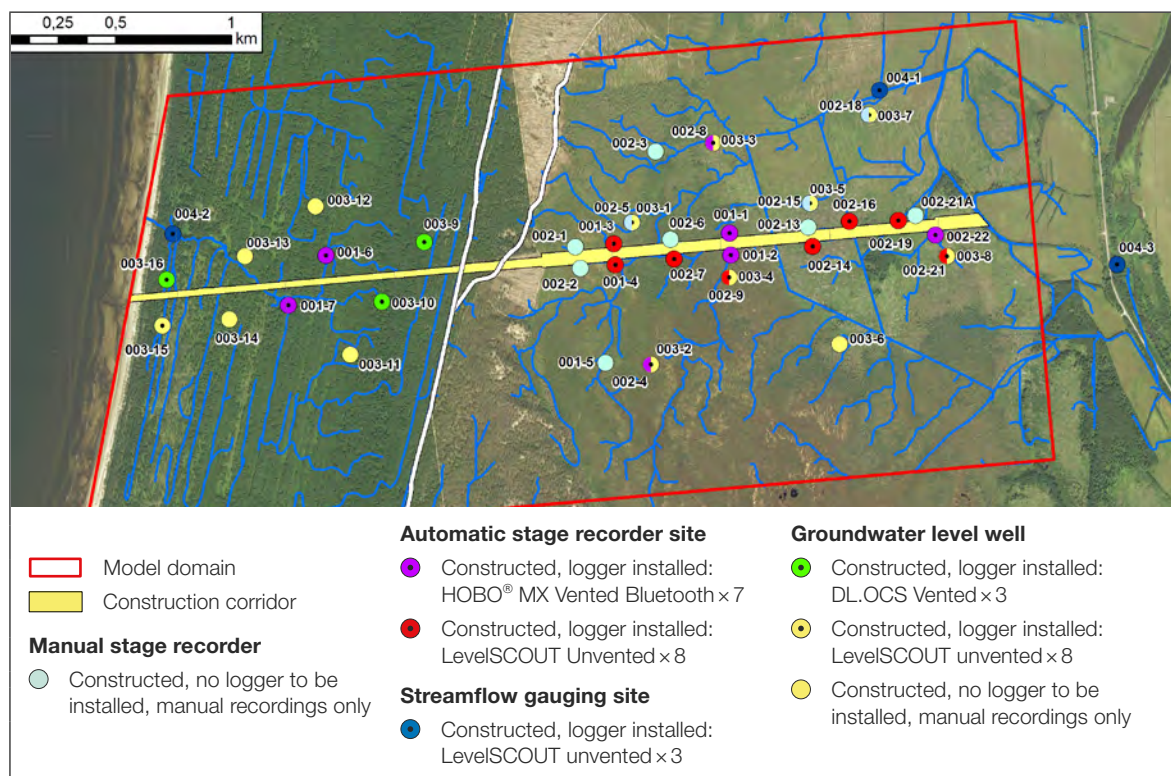 0,25 0,5 1
km
004-1
002-18
003-7
002-8
003-3
002-3
003-12
004-2
003-9
002-5
003-1
002-15
003-5
002-16
002-21A
003-13
001-6
002-1
001-3
002-6
001-1
002-13
004-3
003-16
001-2
002-19
002-22
002-2
001-4
002-7
003-4
002-14
002-21
003-8
001-7
003-10
002-9
003-15
003-14
003-11
001-5
003-2
003-6
002-4
Model domain
Construction corridor
Manual stage recorder
Constructed, no logger to be
installed, manual recordings only
Automatic stage recorder site
Constructed, logger installed:
HOBO® MX Vented Bluetooth × 7
Constructed, logger installed:
LevelSCOUT Unvented × 8
Streamflow gauging site
Constructed, logger installed:
LevelSCOUT unvented × 3
Groundwater level well
Constructed, logger installed:
DL.OCS Vented × 3
Constructed, logger installed:
LevelSCOUT unvented × 8
Constructed, no logger to be
installed, manual recordings only